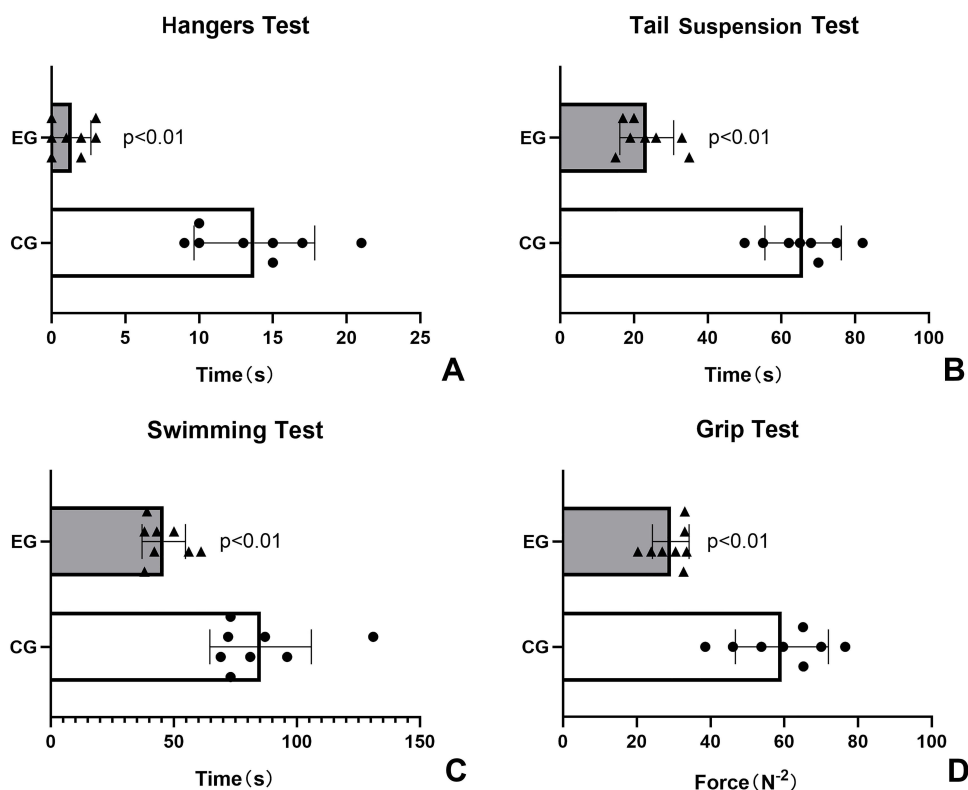 Hangers Test
EG
p<0.01
CG
0 5 10 15 20 25
Time（s）
A
Tail Suspension Test
EG
p<0.01
CG
0 20 40 60 80 100
Time（s）
B
Swimming Test
EG
p<0.01
CG
0 50 100 150
Time（s）
C
Grip Test
EG
p<0.01
CG
0 20 40 60 80 100
Force（N⁻²）
D